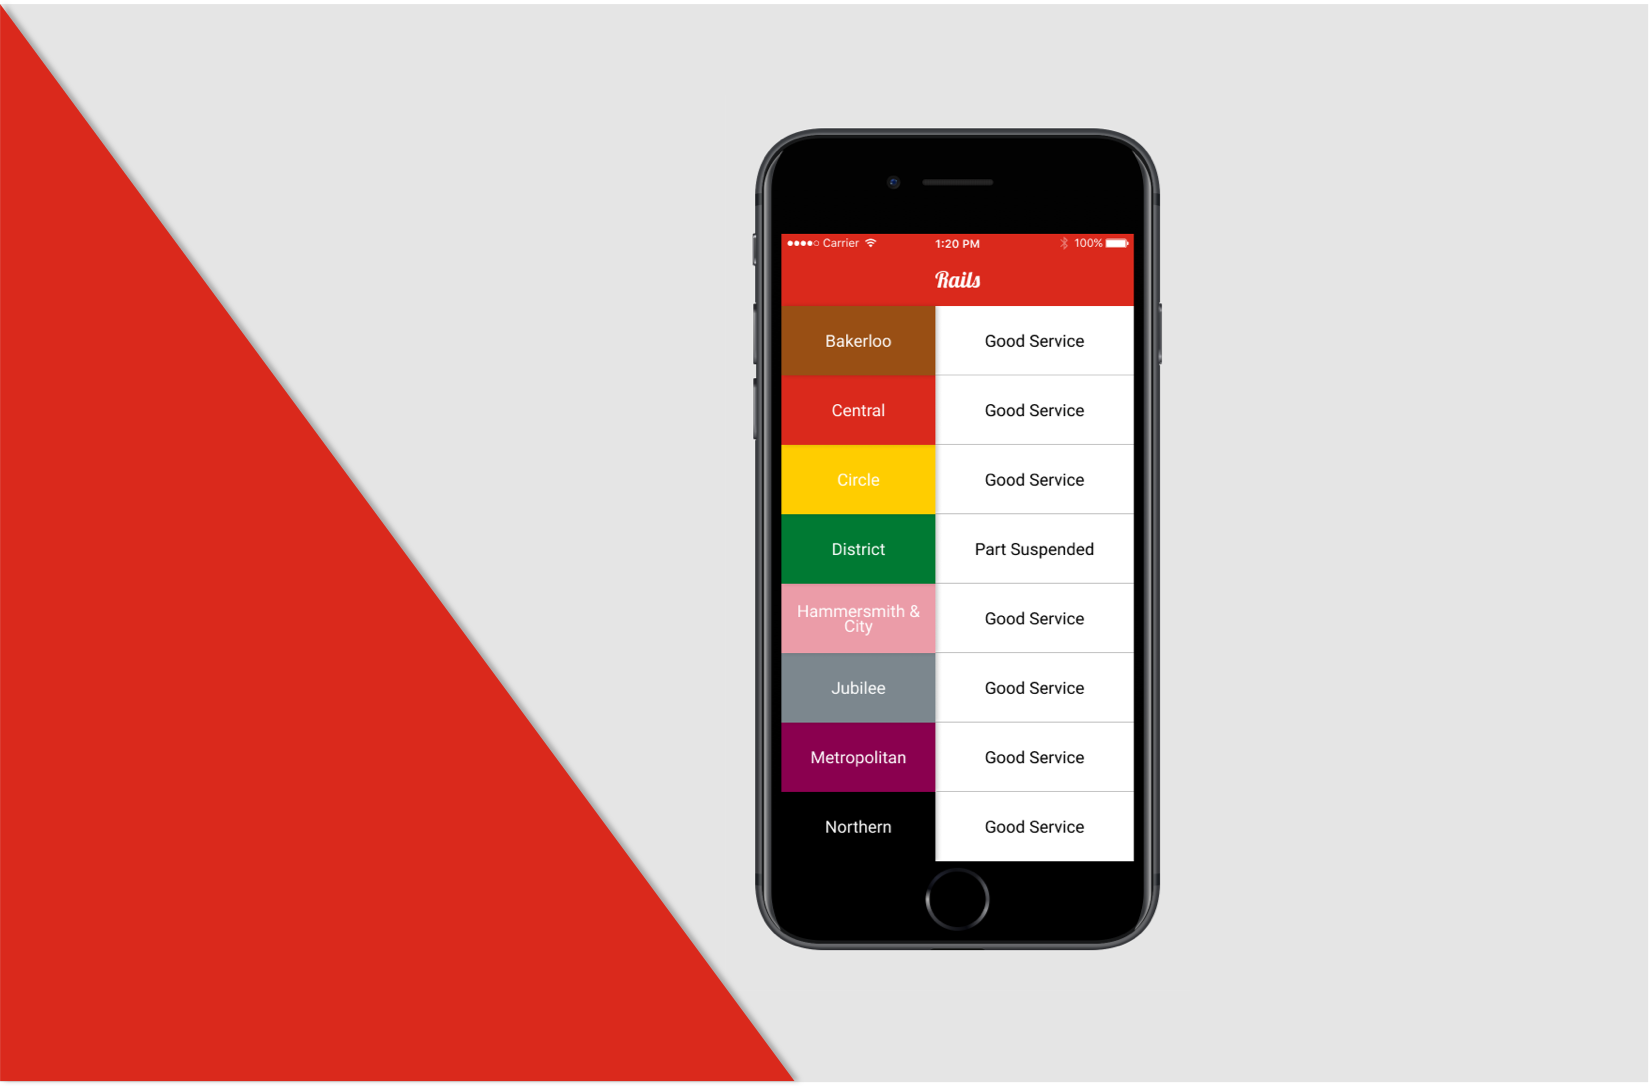 Carrier 1:20 PM 100%
Rails
Bakerloo Good Service
Central Good Service
Circle Good Service
District Part Suspended
Hammersmith &
City
Good Service
Jubilee Good Service
Metropolitan Good Service
Northern Good Service